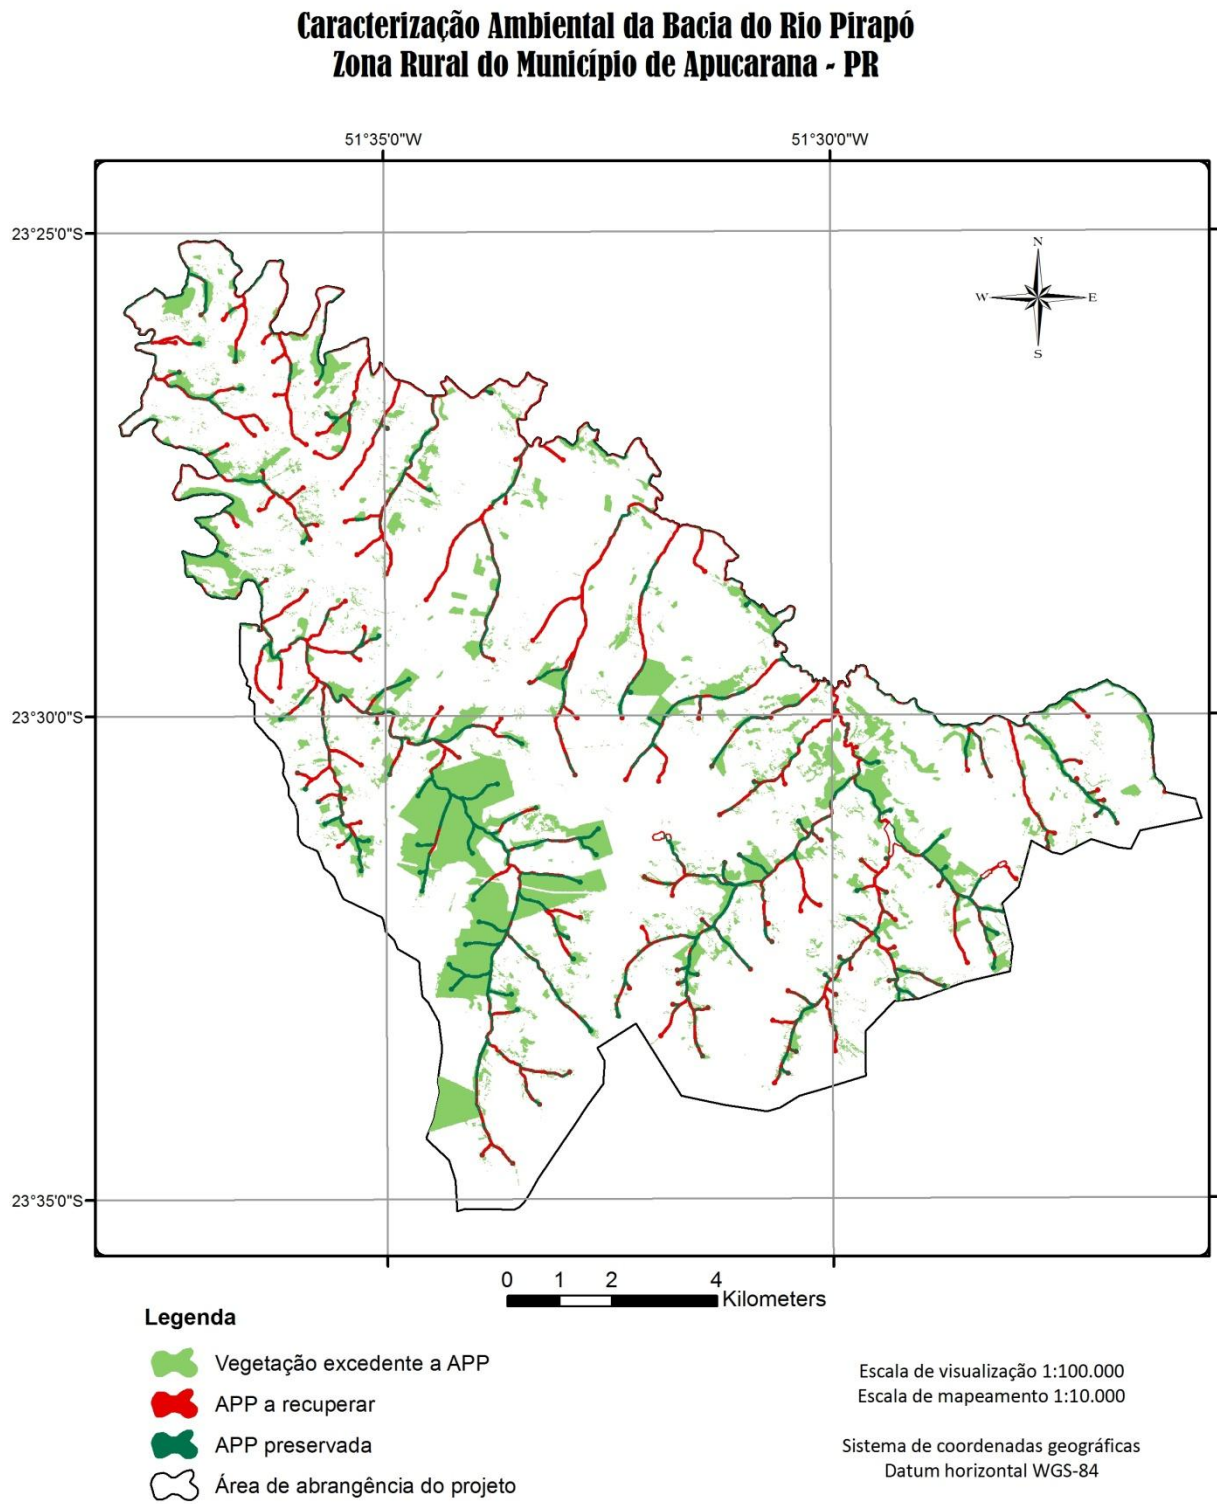 Caracterização Ambiental da Bacia do Rio Pirapó
Zona Rural do Município de Apucarana - PR
51°35'0"W
51°30'0"W
23°25'0"S
N
W
E
S
23°30'0"S
23°35'0"S
0 1 2 4
Kilometers
Legenda
Vegetação excedente a APP
APP a recuperar
APP preservada
Área de abrangência do projeto
Escala de visualização 1:100.000
Escala de mapeamento 1:10.000
Sistema de coordenadas geográficas
Datum horizontal WGS-84